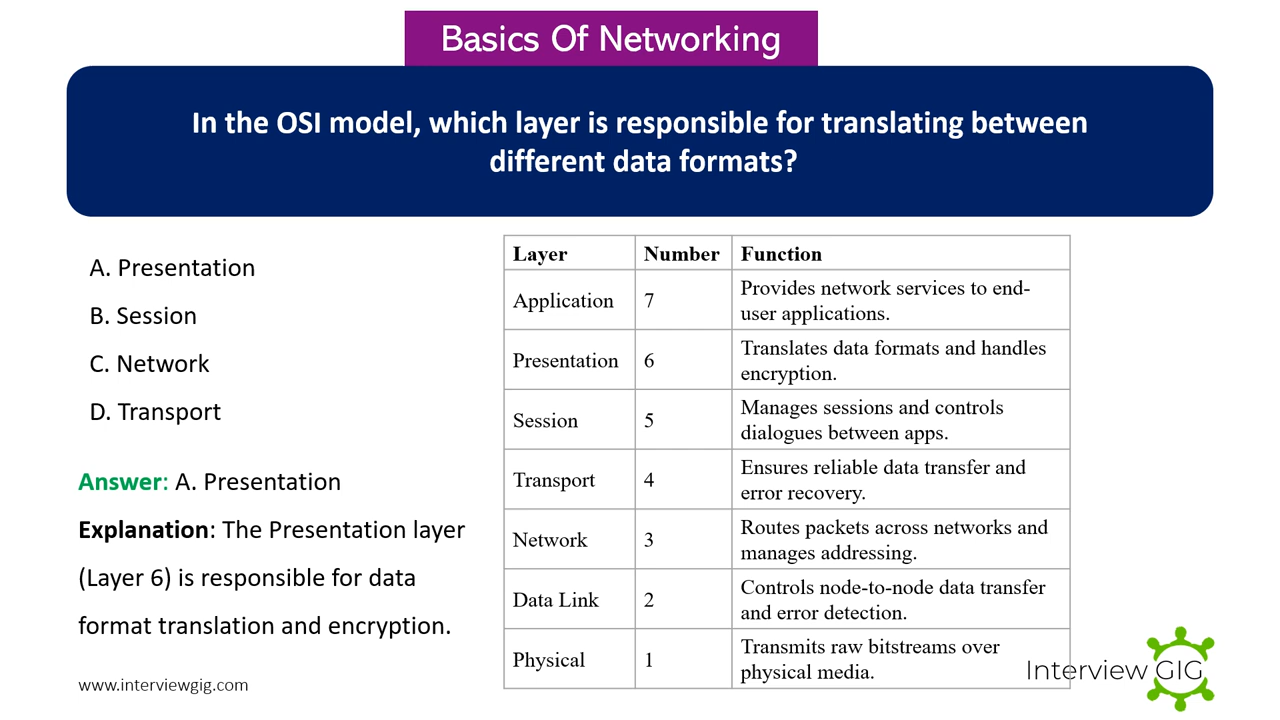 Basics Of Networking
In the OSI model, which layer is responsible for translating between
different data formats?
A. Presentation
B. Session
C. Network
D. Transport
Answer: A. Presentation
Explanation: The Presentation layer
(Layer 6) is responsible for data
format translation and encryption.
www.interviewgig.com
Layer Number Function
Application 7 Provides network services to end-
user applications.
Presentation 6 Translates data formats and handles
encryption.
Session 5 Manages sessions and controls
dialogues between apps.
Transport 4 Ensures reliable data transfer and
error recovery.
Network 3 Routes packets across networks and
manages addressing.
Data Link 2 Controls node-to-node data transfer
and error detection.
Physical 1 Transmits raw bitstreams over
physical media.
Interview GIG